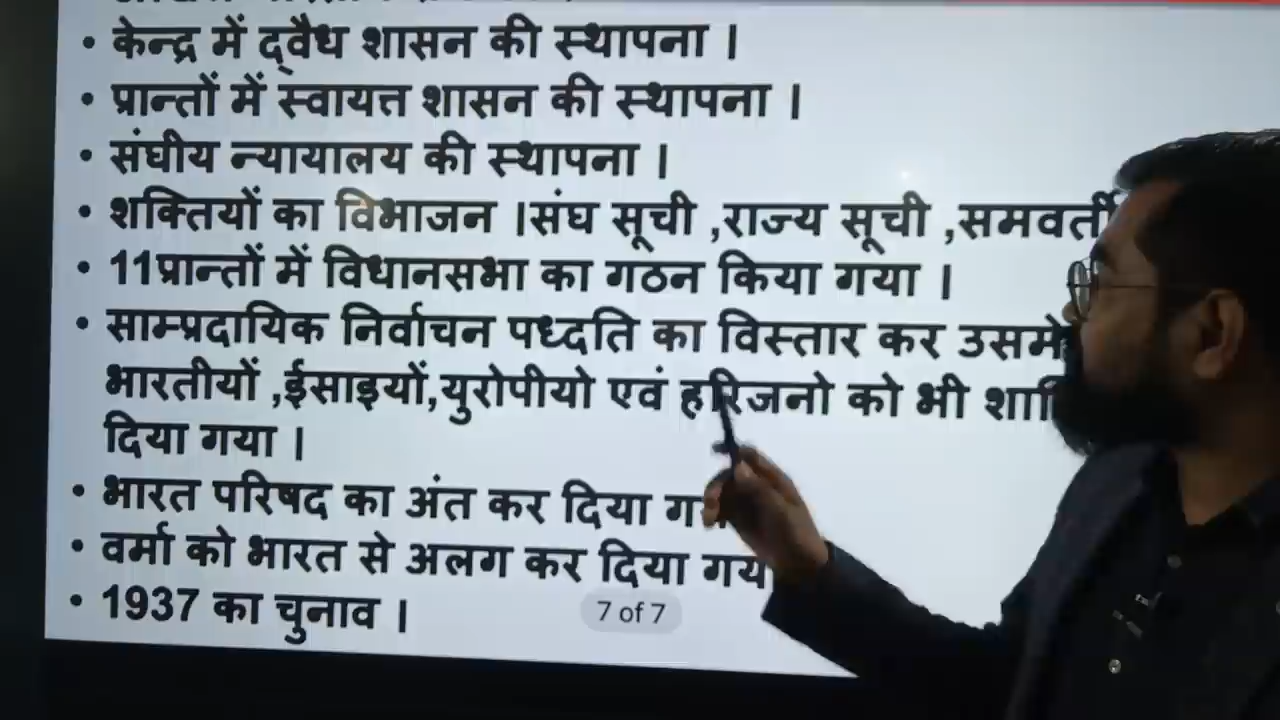 • केन्द्र में द्वैध शासन की स्थापना ।
• प्रान्तों में स्वायत्त शासन की स्थापना ।
• संघीय न्यायालय की स्थापना ।
• शक्तियों का विभाजन ।संघ सूची ,राज्य सूची ,समवर्ती
• 11प्रान्तों में विधानसभा का गठन किया गया ।
• साम्प्रदायिक निर्वाचन पध्दति का विस्तार कर उसमे
भारतीयों ,ईसाइयों,युरोपीयो एवं हरिजनो को भी
दिया गया ।
• भारत परिषद का अंत कर दिया
• वर्मा को भारत से अलग कर दिया
• 1937 का चुनाव ।
7 of 7